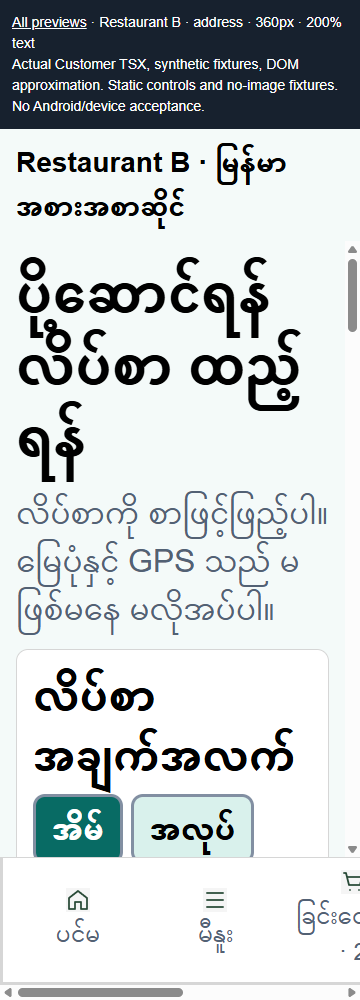 All previews · Restaurant B · address · 360px · 200%
text
Actual Customer TSX, synthetic fixtures, DOM
approximation. Static controls and no-image fixtures.
No Android/device acceptance.
Restaurant B · မြန်မာ
အစားအစာဆိုင်
ပို့ဆောင်ရန်
လိပ်စာ ထည့်
ရန်
လိပ်စာကို စာဖြင့်ဖြည့်ပါ။
မြေပုံနှင့် GPS သည် မ
ဖြစ်မနေ မလိုအပ်ပါ။
လိပ်စာ
အချက်အလက်
အိမ် အလုပ်
ပင်မ မီနူး